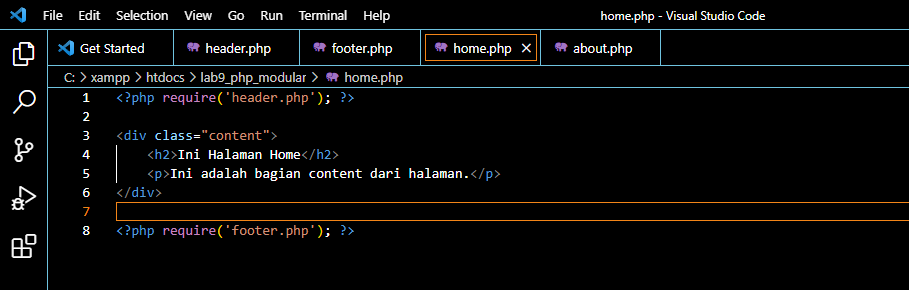 File Edit Selection View Go Run Terminal Help home.php - Visual Studio Code
Get Started header.php footer.php home.php × about.php
C: > xampp > htdocs > lab9_php_modular > home.php
1 <?php require('header.php'); ?>
2
3 <div class="content">
4     <h2>Ini Halaman Home</h2>
5     <p>Ini adalah bagian content dari halaman.</p>
6 </div>
7
8 <?php require('footer.php'); ?>